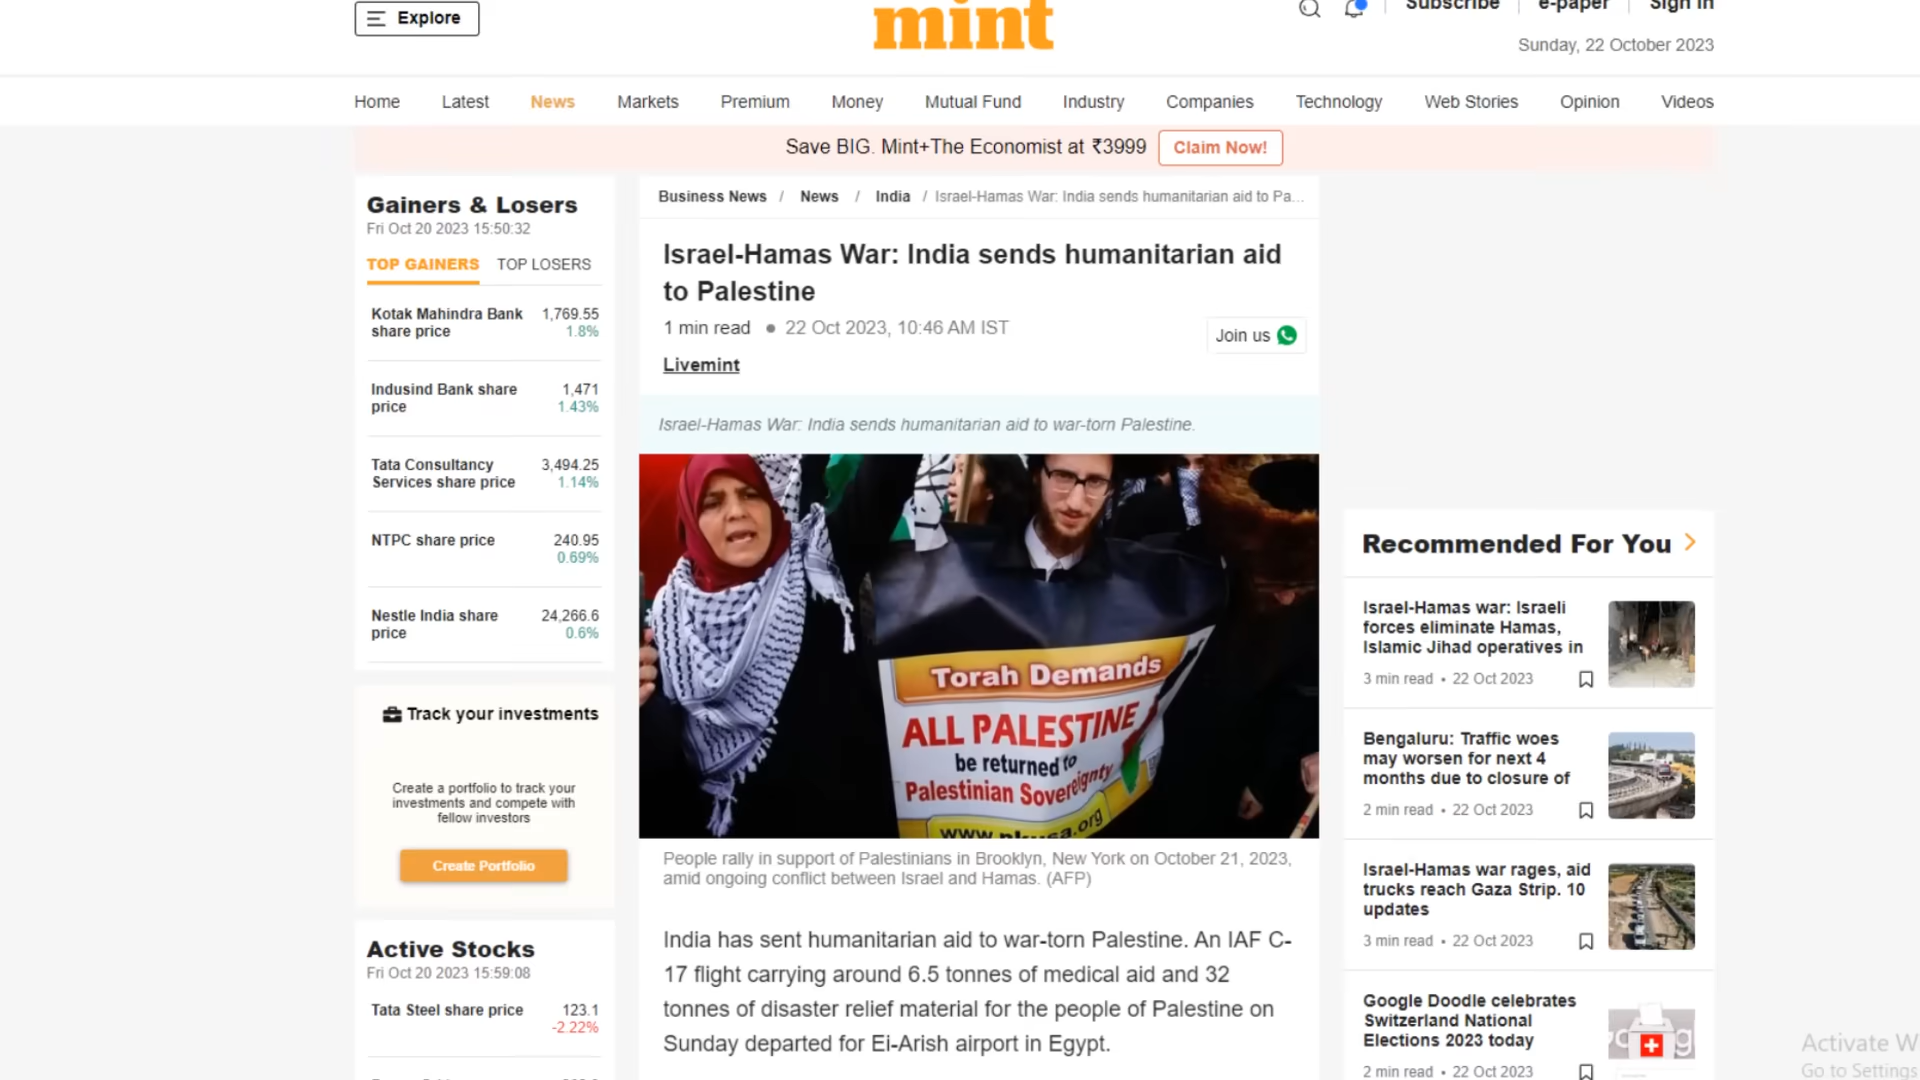 Explore
mint
Subscribe
e-paper
Sign in
Sunday, 22 October 2023
Home
Latest
News
Markets
Premium
Money
Mutual Fund
Industry
Companies
Technology
Web Stories
Opinion
Videos
Save BIG. Mint+The Economist at ₹3999
Claim Now!
Gainers & Losers
Fri Oct 20 2023 15:50:32
TOP GAINERS
TOP LOSERS
Kotak Mahindra Bank 1,769.55
share price 1.8%
Indusind Bank share 1,471
price 1.43%
Tata Consultancy 3,494.25
Services share price 1.14%
NTPC share price 240.95
0.69%
Nestle India share 24,266.6
price 0.6%
Track your investments
Create a portfolio to track your
investments and compete with
fellow investors
Create Portfolio
Active Stocks
Fri Oct 20 2023 15:59:08
Tata Steel share price 123.1
-2.22%
Business News / News / India / Israel-Hamas War: India sends humanitarian aid to Pa...
Israel-Hamas War: India sends humanitarian aid
to Palestine
1 min read • 22 Oct 2023, 10:46 AM IST
Join us
Livemint
Israel-Hamas War: India sends humanitarian aid to war-torn Palestine.
Torah Demands
ALL PALESTINE
be returned to
Palestinian Sovereignty
People rally in support of Palestinians in Brooklyn, New York on October 21, 2023,
amid ongoing conflict between Israel and Hamas. (AFP)
India has sent humanitarian aid to war-torn Palestine. An IAF C-
17 flight carrying around 6.5 tonnes of medical aid and 32
tonnes of disaster relief material for the people of Palestine on
Sunday departed for Ei-Arish airport in Egypt.
Recommended For You
Israel-Hamas war: Israeli
forces eliminate Hamas,
Islamic Jihad operatives in
3 min read • 22 Oct 2023
Bengaluru: Traffic woes
may worsen for next 4
months due to closure of
2 min read • 22 Oct 2023
Israel-Hamas war rages, aid
trucks reach Gaza Strip. 10
updates
3 min read • 22 Oct 2023
Google Doodle celebrates
Switzerland National
Elections 2023 today
2 min read • 22 Oct 2023
Activate W
Go to Settings